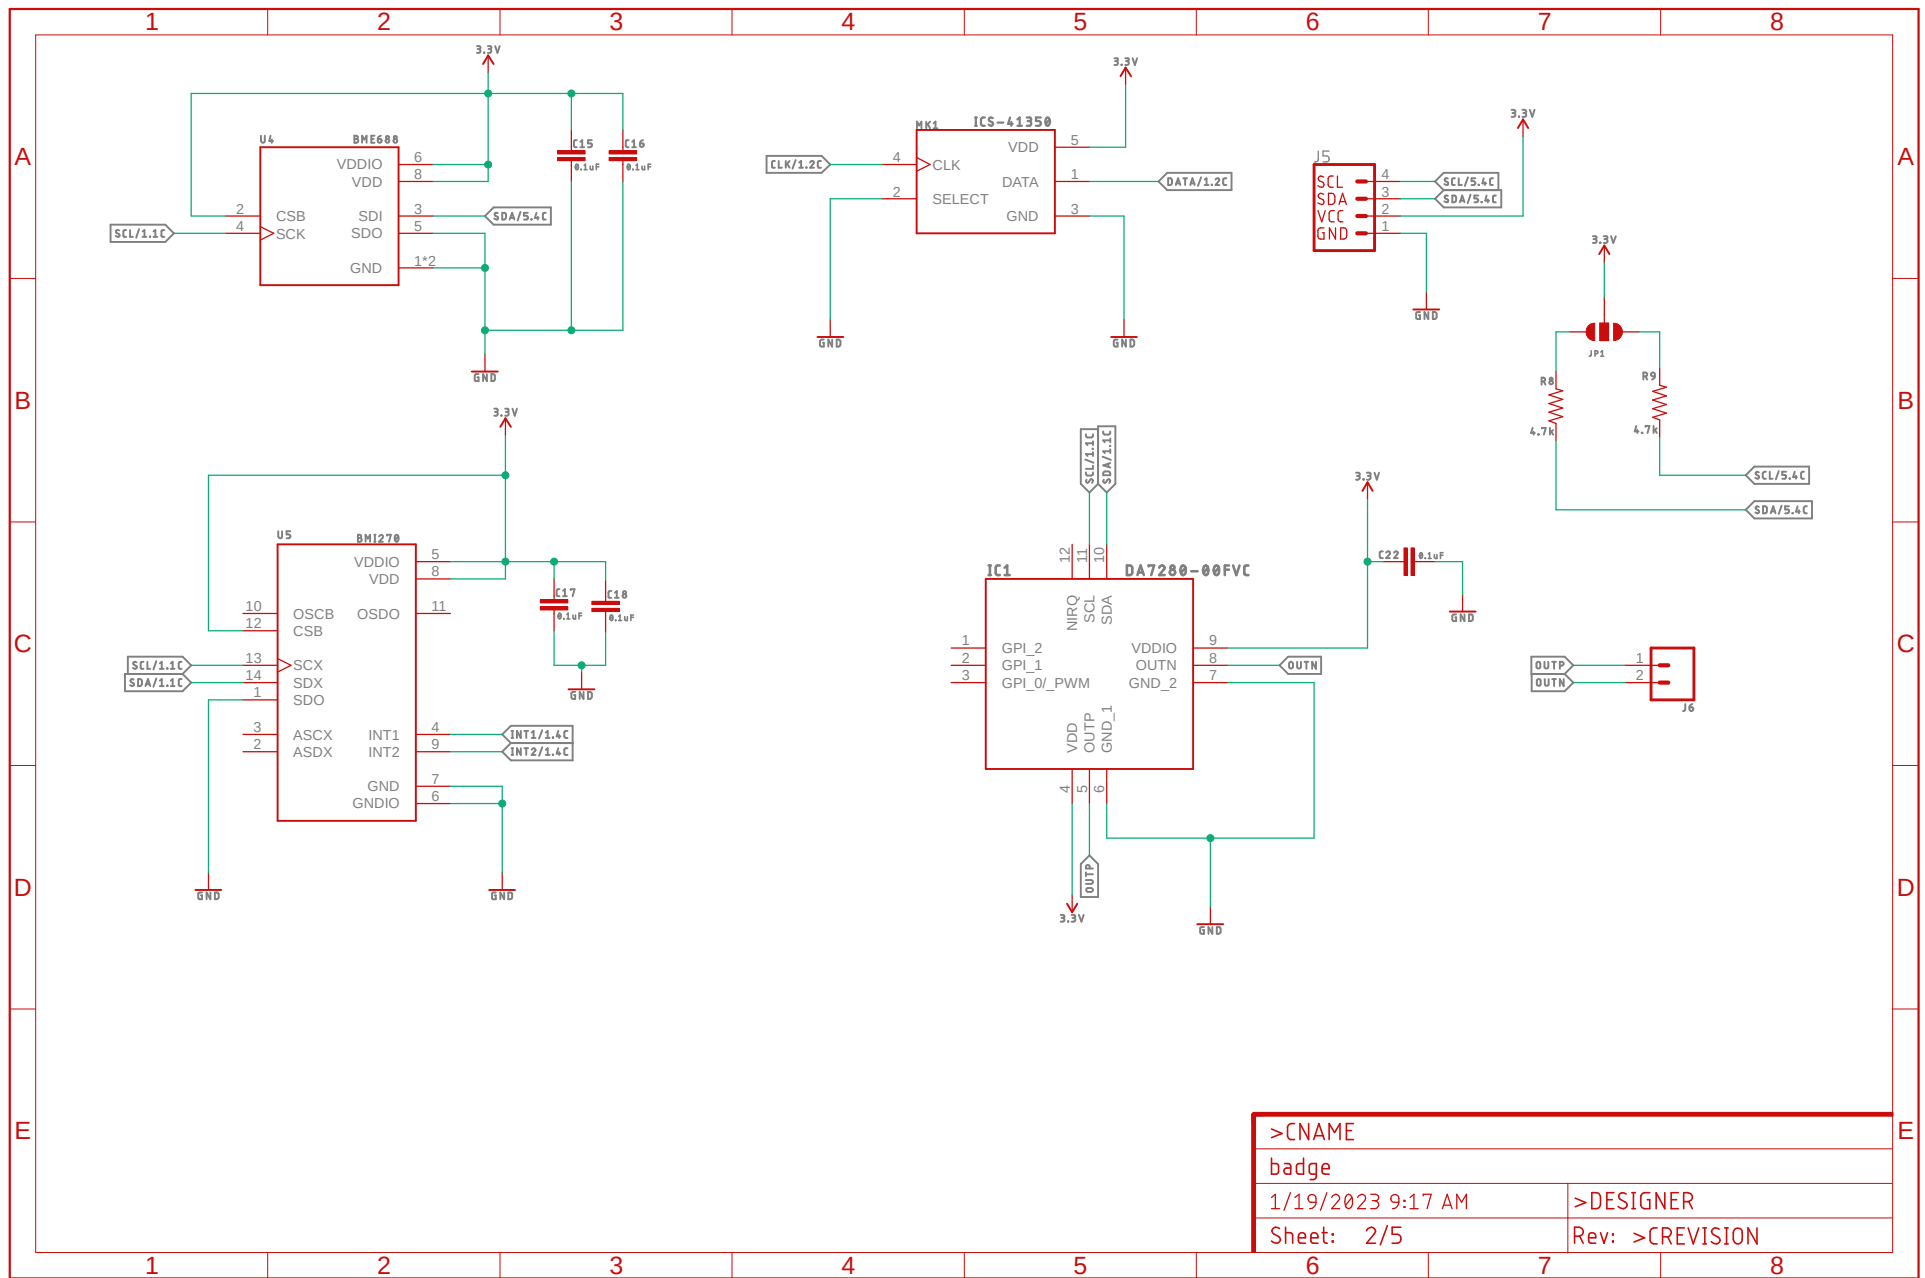 1 2 3 4 5 6 7 8
A
A
3.3V
U4 BME688
VDDIO 6
VDD 8
2 CSB SDI 3
4 SCK SDO 5
GND 1*2
SCL/1.1C
SDA/5.4C
C15
0.1uF
C16
0.1uF
GND
3.3V
MK1 ICS-41350
VDD 5
4 CLK
DATA 1
2 SELECT
GND 3
CLK/1.2C
DATA/1.2C
GND
GND
3.3V
J5
SCL 4 SCL/5.4C
SDA 3 SDA/5.4C
VCC 2
GND 1
GND
B
B
3.3V
JP1
R8
4.7k
R9
4.7k
SCL/5.4C
SDA/5.4C
3.3V
U5 BMI270
VDDIO 5
VDD 8
10 OSCB OSDO 11
12 CSB
SCL/1.1C 13 SCX
SDA/1.1C 14 SDX
1 SDO
3 ASCX INT1 4 INT1/1.4C
2 ASDX INT2 9 INT2/1.4C
GND 7
GNDIO 6
C17
0.1uF
C18
0.1uF
GND
GND
GND
C
C
SCL/1.1C
SDA/1.1C
12 11 10
IC1 DA7280-00FVC
NIRQ SCL SDA
1 GPI_2 VDDIO 9
2 GPI_1 OUTN 8 OUTN
3 GPI_0/_PWM GND_2 7
VDD OUTP GND_1
4 5 6
OUTP
3.3V
GND
3.3V
C22 0.1uF
GND
OUTP 1
OUTN 2
J6
D
D
E
E
>CNAME
badge
1/19/2023 9:17 AM >DESIGNER
Sheet: 2/5 Rev: >CREVISION
1 2 3 4 5 6 7 8